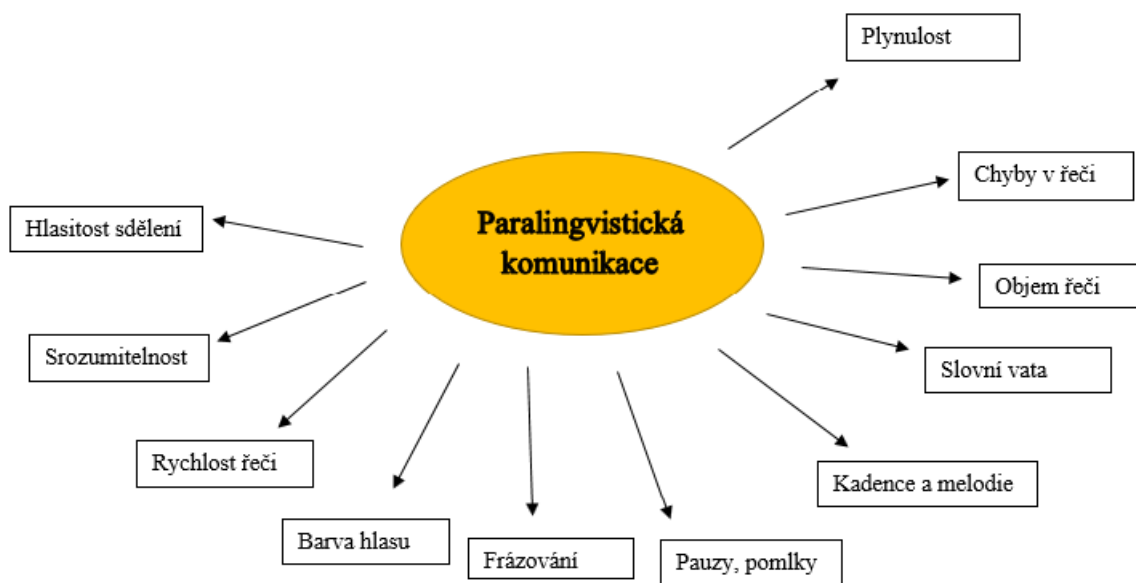 Plynulost
Chyby v řeči
Paralingvistická
komunikace
Hlasitost sdělení
Objem řeči
Srozumitelnost
Slovní vata
Rychlost řeči
Kadence a melodie
Barva hlasu
Frázování
Pauzy, pomlky